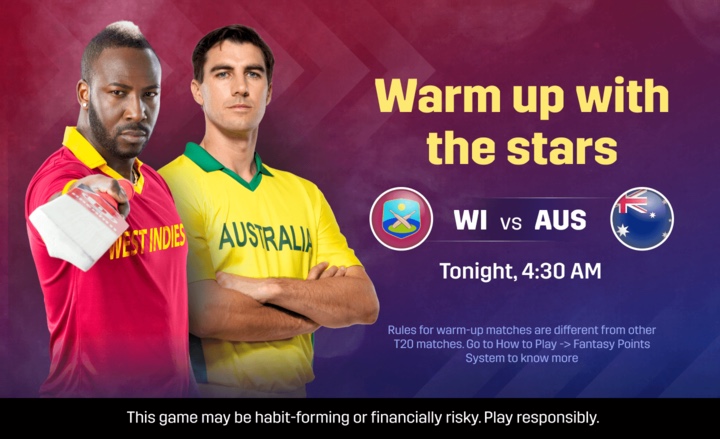 WEST INDIES
AUSTRALIA
Warm up with
the stars
WI vs AUS
Tonight, 4:30 AM
Rules for warm-up matches are different from other
T20 matches. Go to How to Play -> Fantasy Points
System to know more
This game may be habit-forming or financially risky. Play responsibly.